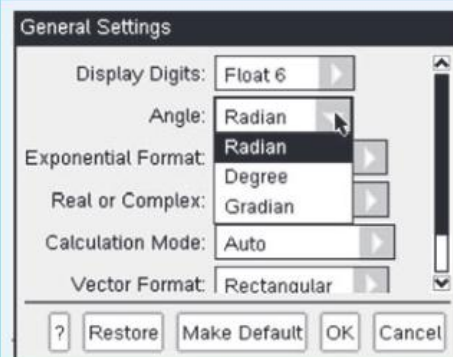 General Settings
Display Digits: Float 6
Angle: Radian
Radian
Exponential Format:
Degree
Real or Complex:
Gradian
Calculation Mode: Auto
Vector Format: Rectangular
? Restore Make Default OK Cancel